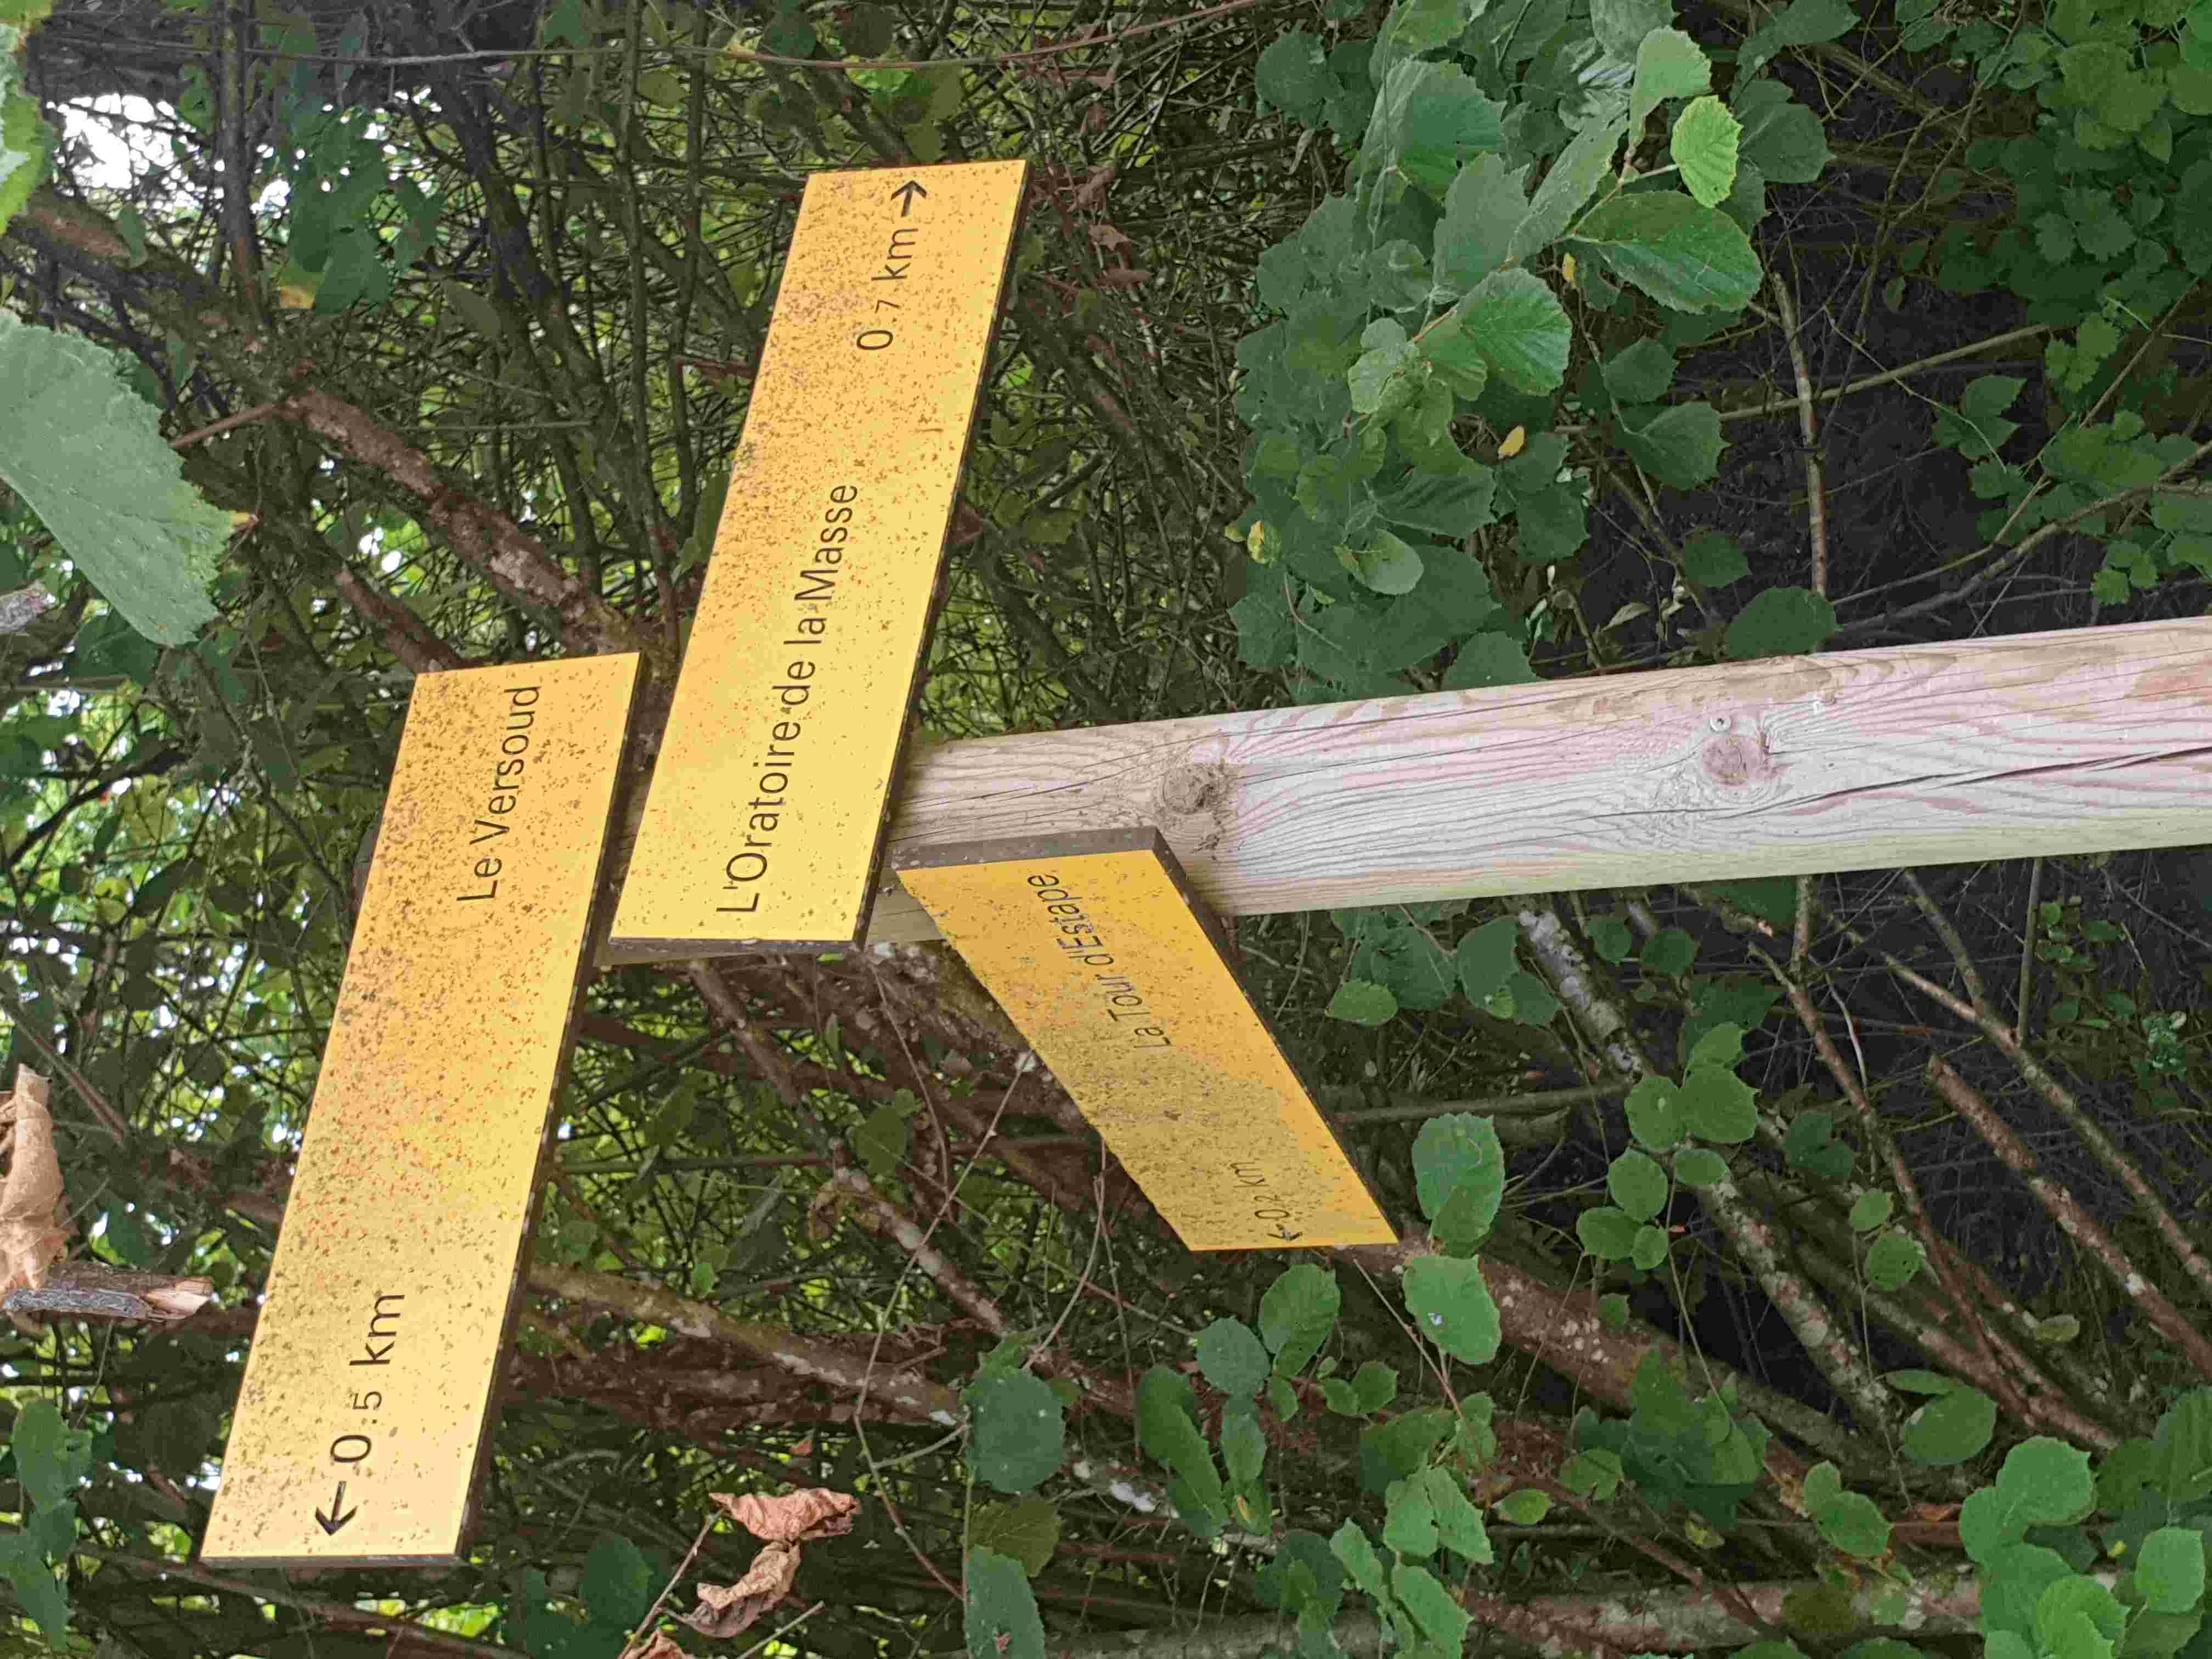 ← 0.5 km
Le Versoud
L'Oratoire de la Masse
0.7 km →
La Tour d'Estape
← 0.2 km